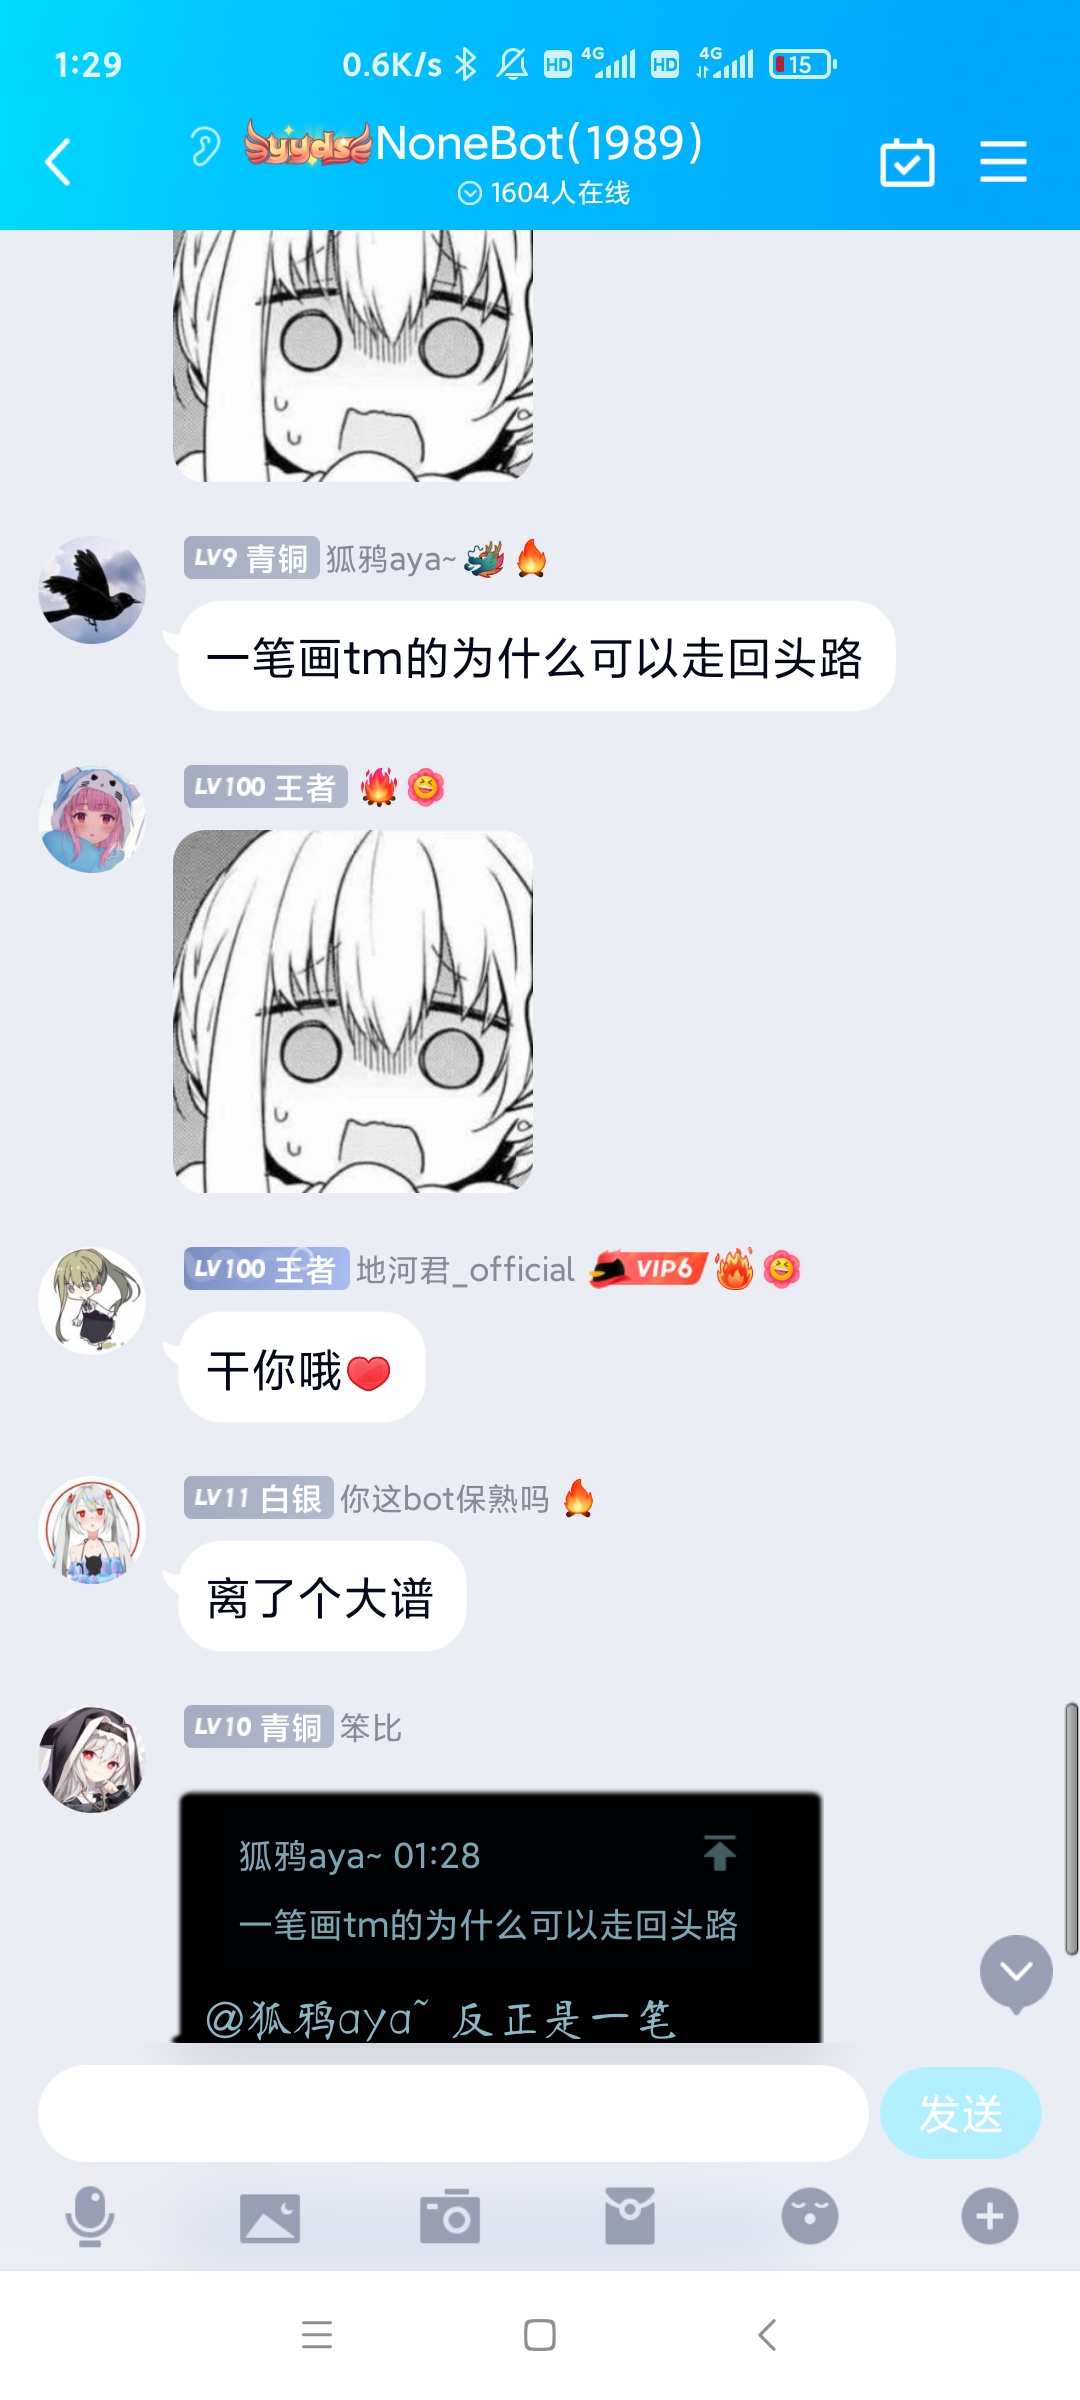 1:29
0.6K/s HD 4G HD 4G 15
yydsNoneBot(1989)
1604人在线
LV9 青铜 狐鸦aya~
一笔画tm的为什么可以走回头路
LV100 王者
LV100 王者 地河君_official VIP6
干你哦
LV11 白银 你这bot保熟吗
离了个大谱
LV10 青铜 笨比
狐鸦aya~ 01:28
一笔画tm的为什么可以走回头路
@狐鸦aya~ 反正是一笔
发送